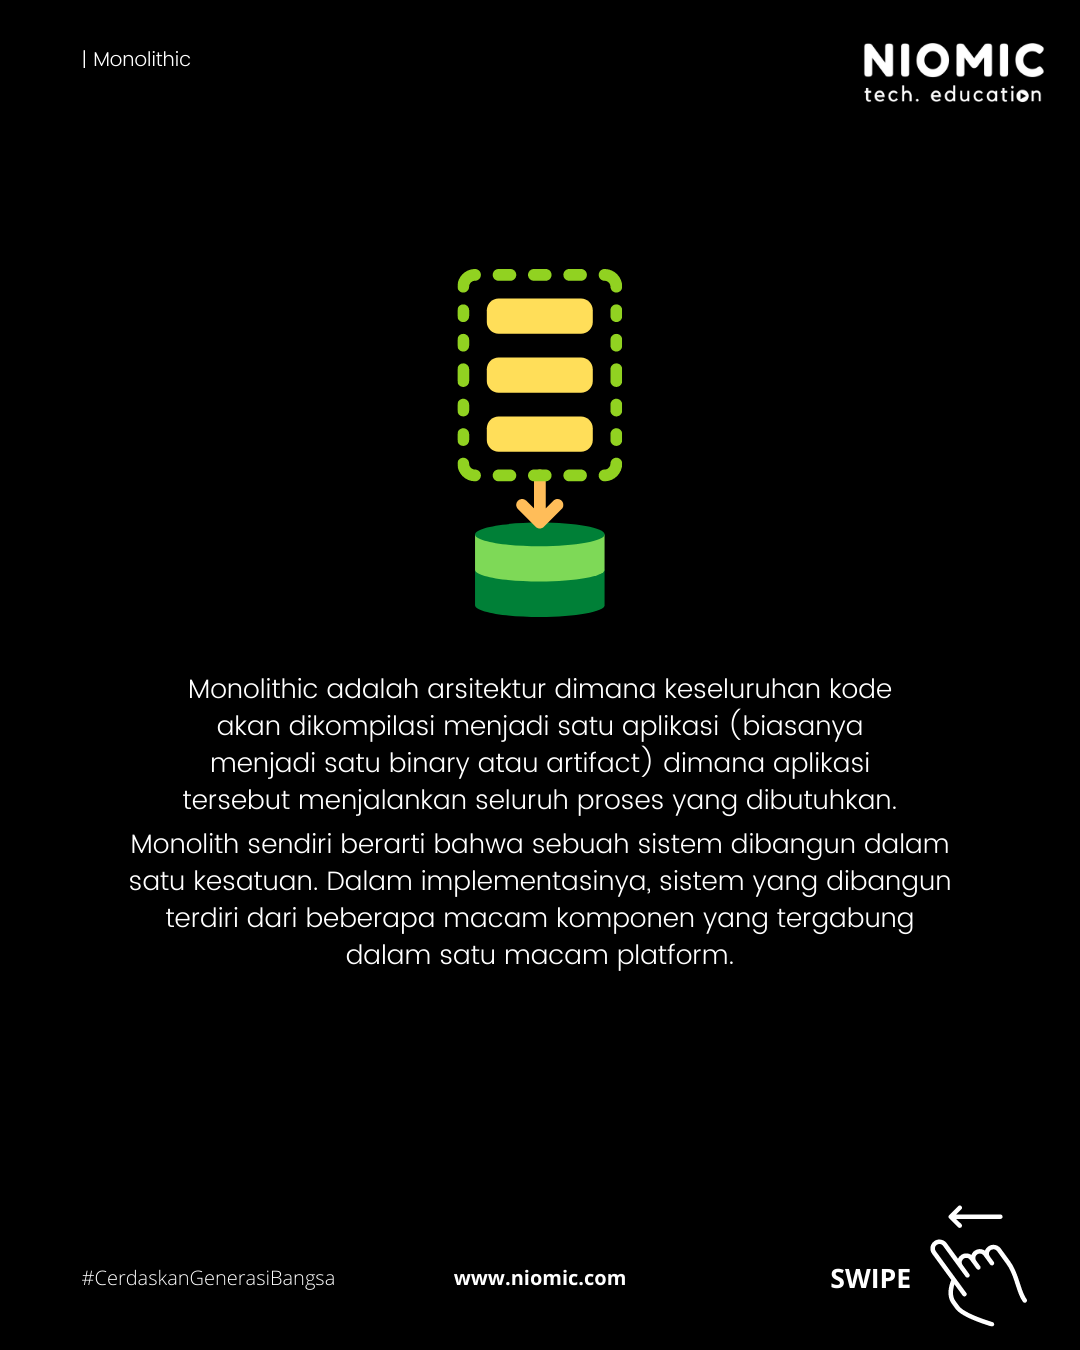 | Monolithic
NIOMIC
tech. education
Monolithic adalah arsitektur dimana keseluruhan kode
akan dikompilasi menjadi satu aplikasi (biasanya
menjadi satu binary atau artifact) dimana aplikasi
tersebut menjalankan seluruh proses yang dibutuhkan.
Monolith sendiri berarti bahwa sebuah sistem dibangun dalam
satu kesatuan. Dalam implementasinya, sistem yang dibangun
terdiri dari beberapa macam komponen yang tergabung
dalam satu macam platform.
#CerdaskanGenerasiBangsa
www.niomic.com
SWIPE